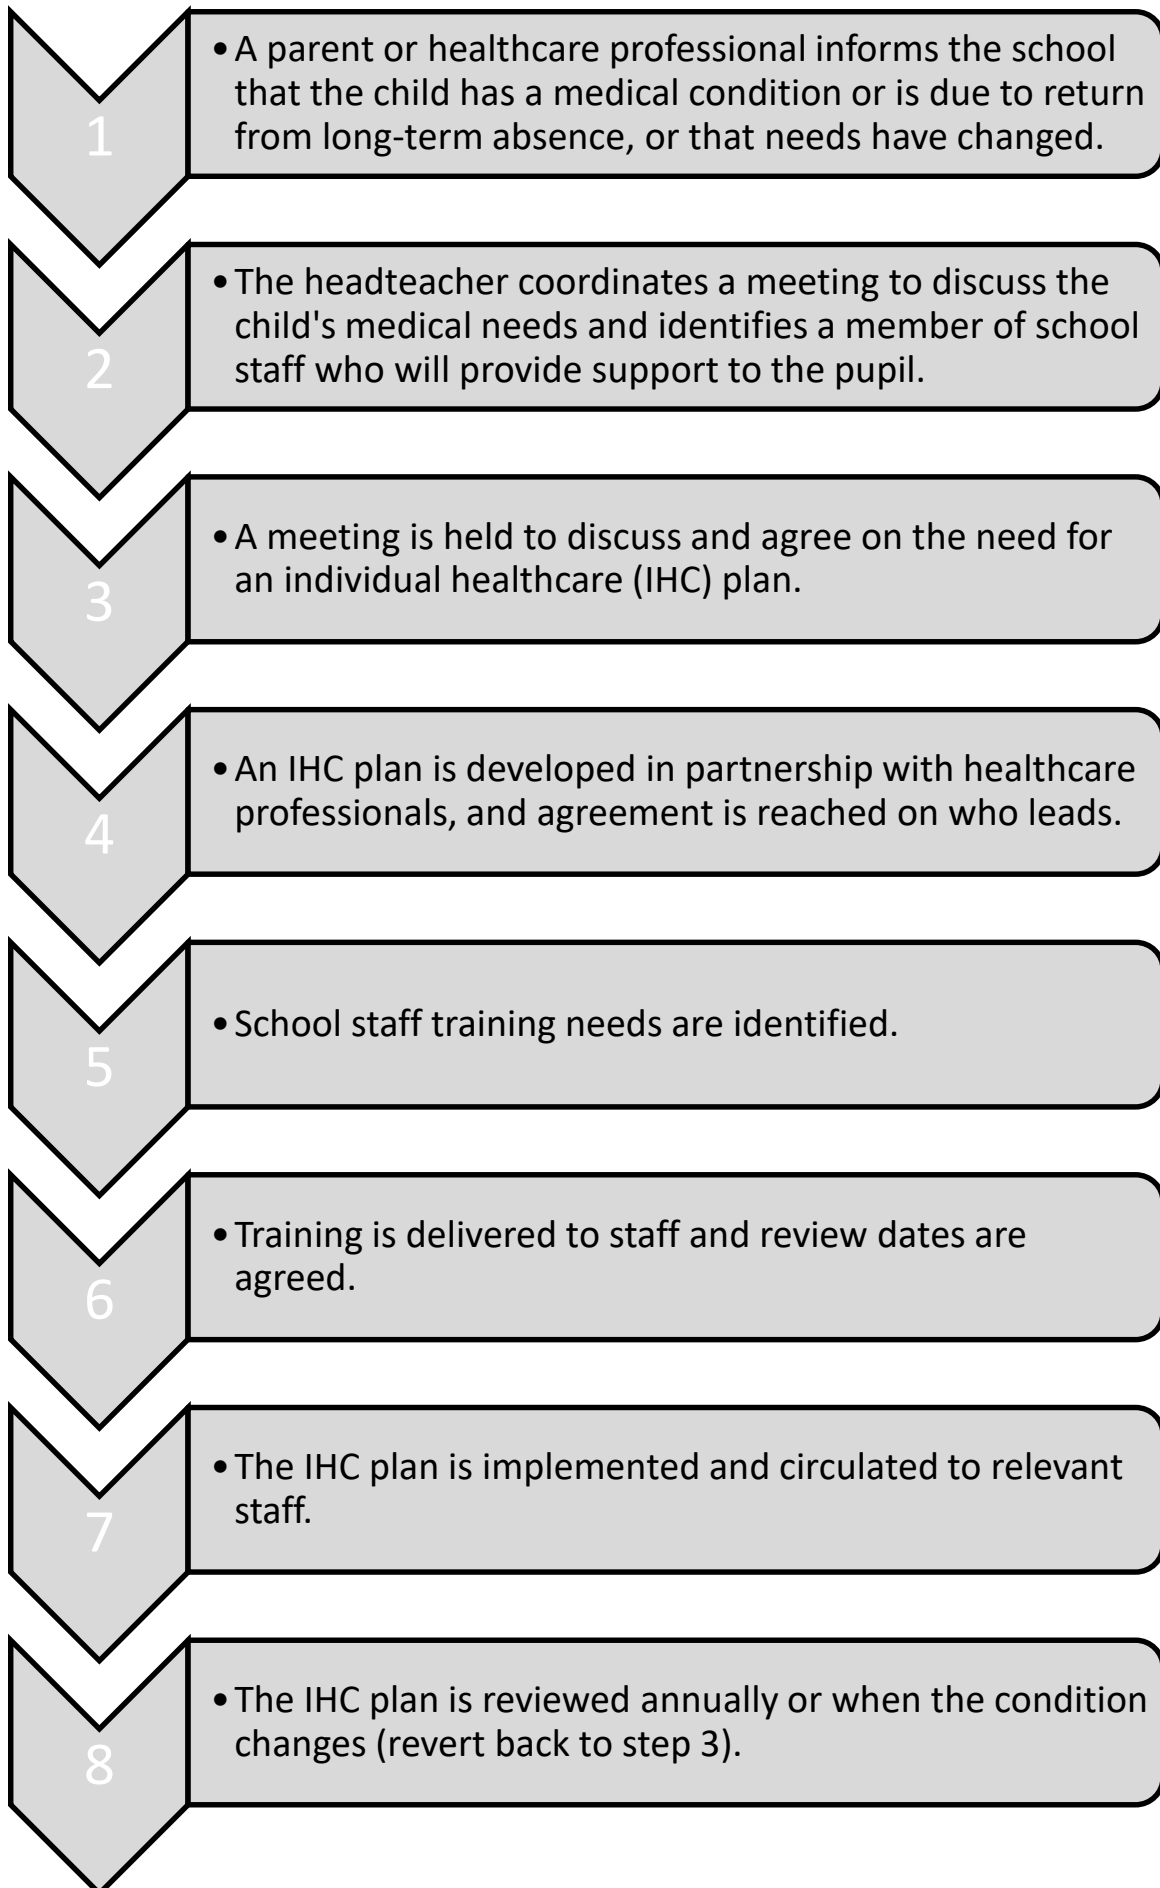 1
• A parent or healthcare professional informs the school
that the child has a medical condition or is due to return
from long-term absence, or that needs have changed.
2
• The headteacher coordinates a meeting to discuss the
child's medical needs and identifies a member of school
staff who will provide support to the pupil.
3
• A meeting is held to discuss and agree on the need for
an individual healthcare (IHC) plan.
4
• An IHC plan is developed in partnership with healthcare
professionals, and agreement is reached on who leads.
5
• School staff training needs are identified.
6
• Training is delivered to staff and review dates are
agreed.
7
• The IHC plan is implemented and circulated to relevant
staff.
8
• The IHC plan is reviewed annually or when the condition
changes (revert back to step 3).